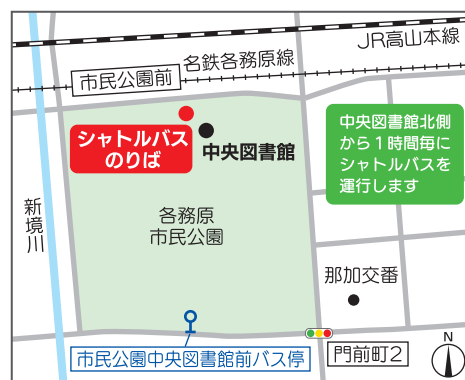 JR高山本線
名鉄各務原線
市民公園前
シャトルバス
のりば
中央図書館
中央図書館北側
から1時間毎に
シャトルバスを
運行します
新境川
各務原
市民公園
那加交番
市民公園中央図書館前バス停
門前町2
N